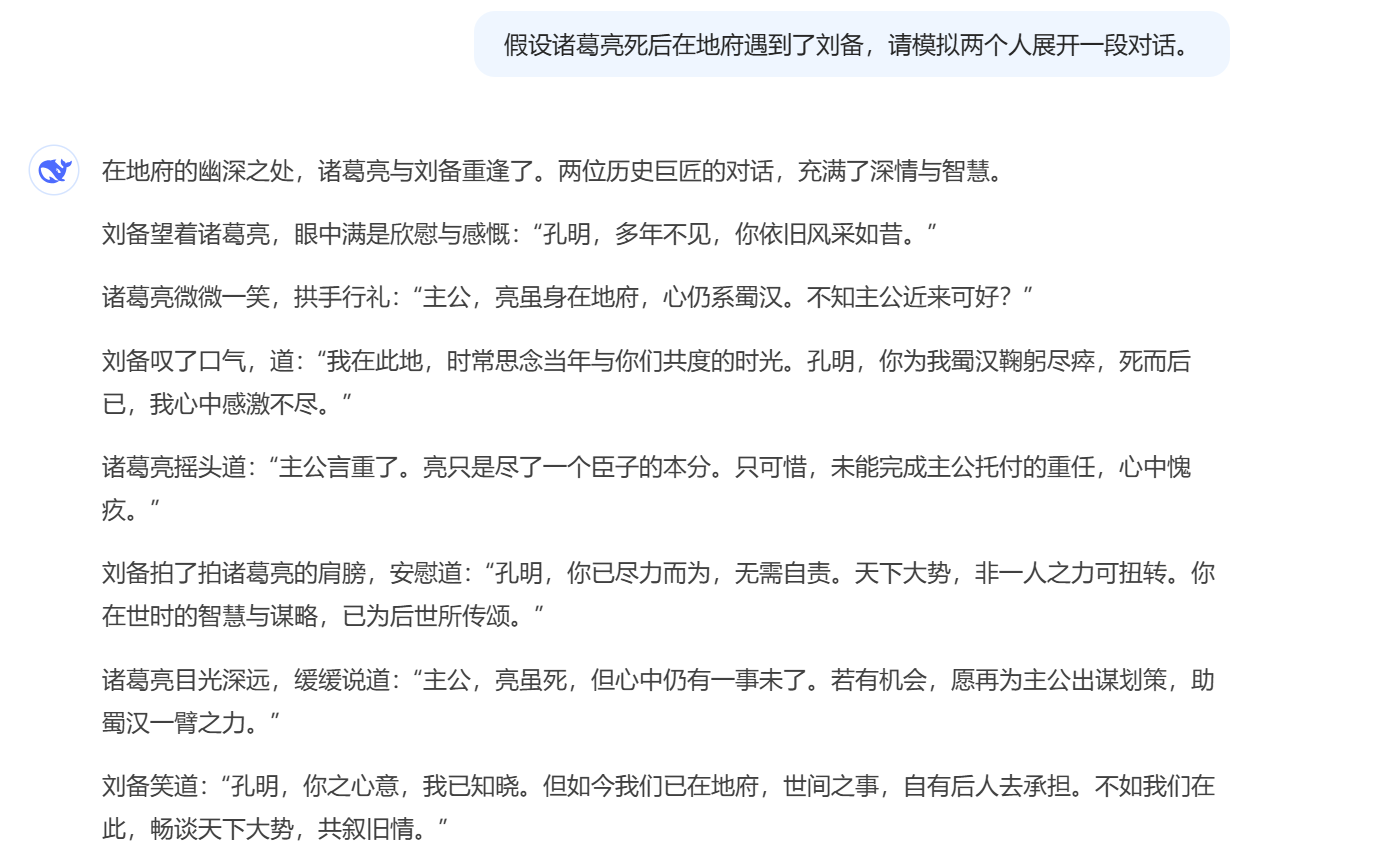 假设诸葛亮死后在地府遇到了刘备，请模拟两个人展开一段对话。
在地府的幽深之处，诸葛亮与刘备重逢了。两位历史巨匠的对话，充满了深情与智慧。
刘备望着诸葛亮，眼中满是欣慰与感慨：“孔明，多年不见，你依旧风采如昔。”
诸葛亮微微一笑，拱手行礼：“主公，亮虽身在地府，心仍系蜀汉。不知主公近来可好？”
刘备叹了口气，道：“我在此地，时常思念当年与你们共度的时光。孔明，你为我蜀汉鞠躬尽瘁，死而后
已，我心中感激不尽。”
诸葛亮摇头道：“主公言重了。亮只是尽了一个臣子的本分。只可惜，未能完成主公托付的重任，心中愧
疚。”
刘备拍了拍诸葛亮的肩膀，安慰道：“孔明，你已尽力而为，无需自责。天下大势，非一人之力可扭转。你
在世时的智慧与谋略，已为后世所传颂。”
诸葛亮目光深远，缓缓说道：“主公，亮虽死，但心中仍有一事未了。若有机会，愿再为主公出谋划策，助
蜀汉一臂之力。”
刘备笑道：“孔明，你之心意，我已知晓。但如今我们已在地府，世间之事，自有后人去承担。不如我们在
此，畅谈天下大势，共叙旧情。”